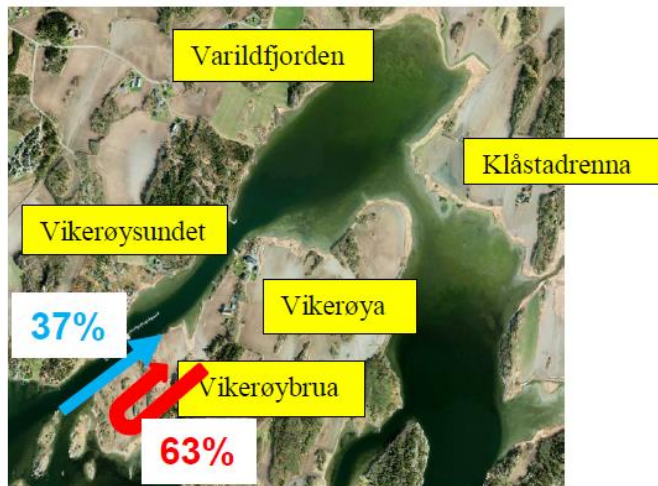 Varildfjorden
Klåstadrenna
Vikerøysundet
37%
Vikerøya
Vikerøybrua
63%